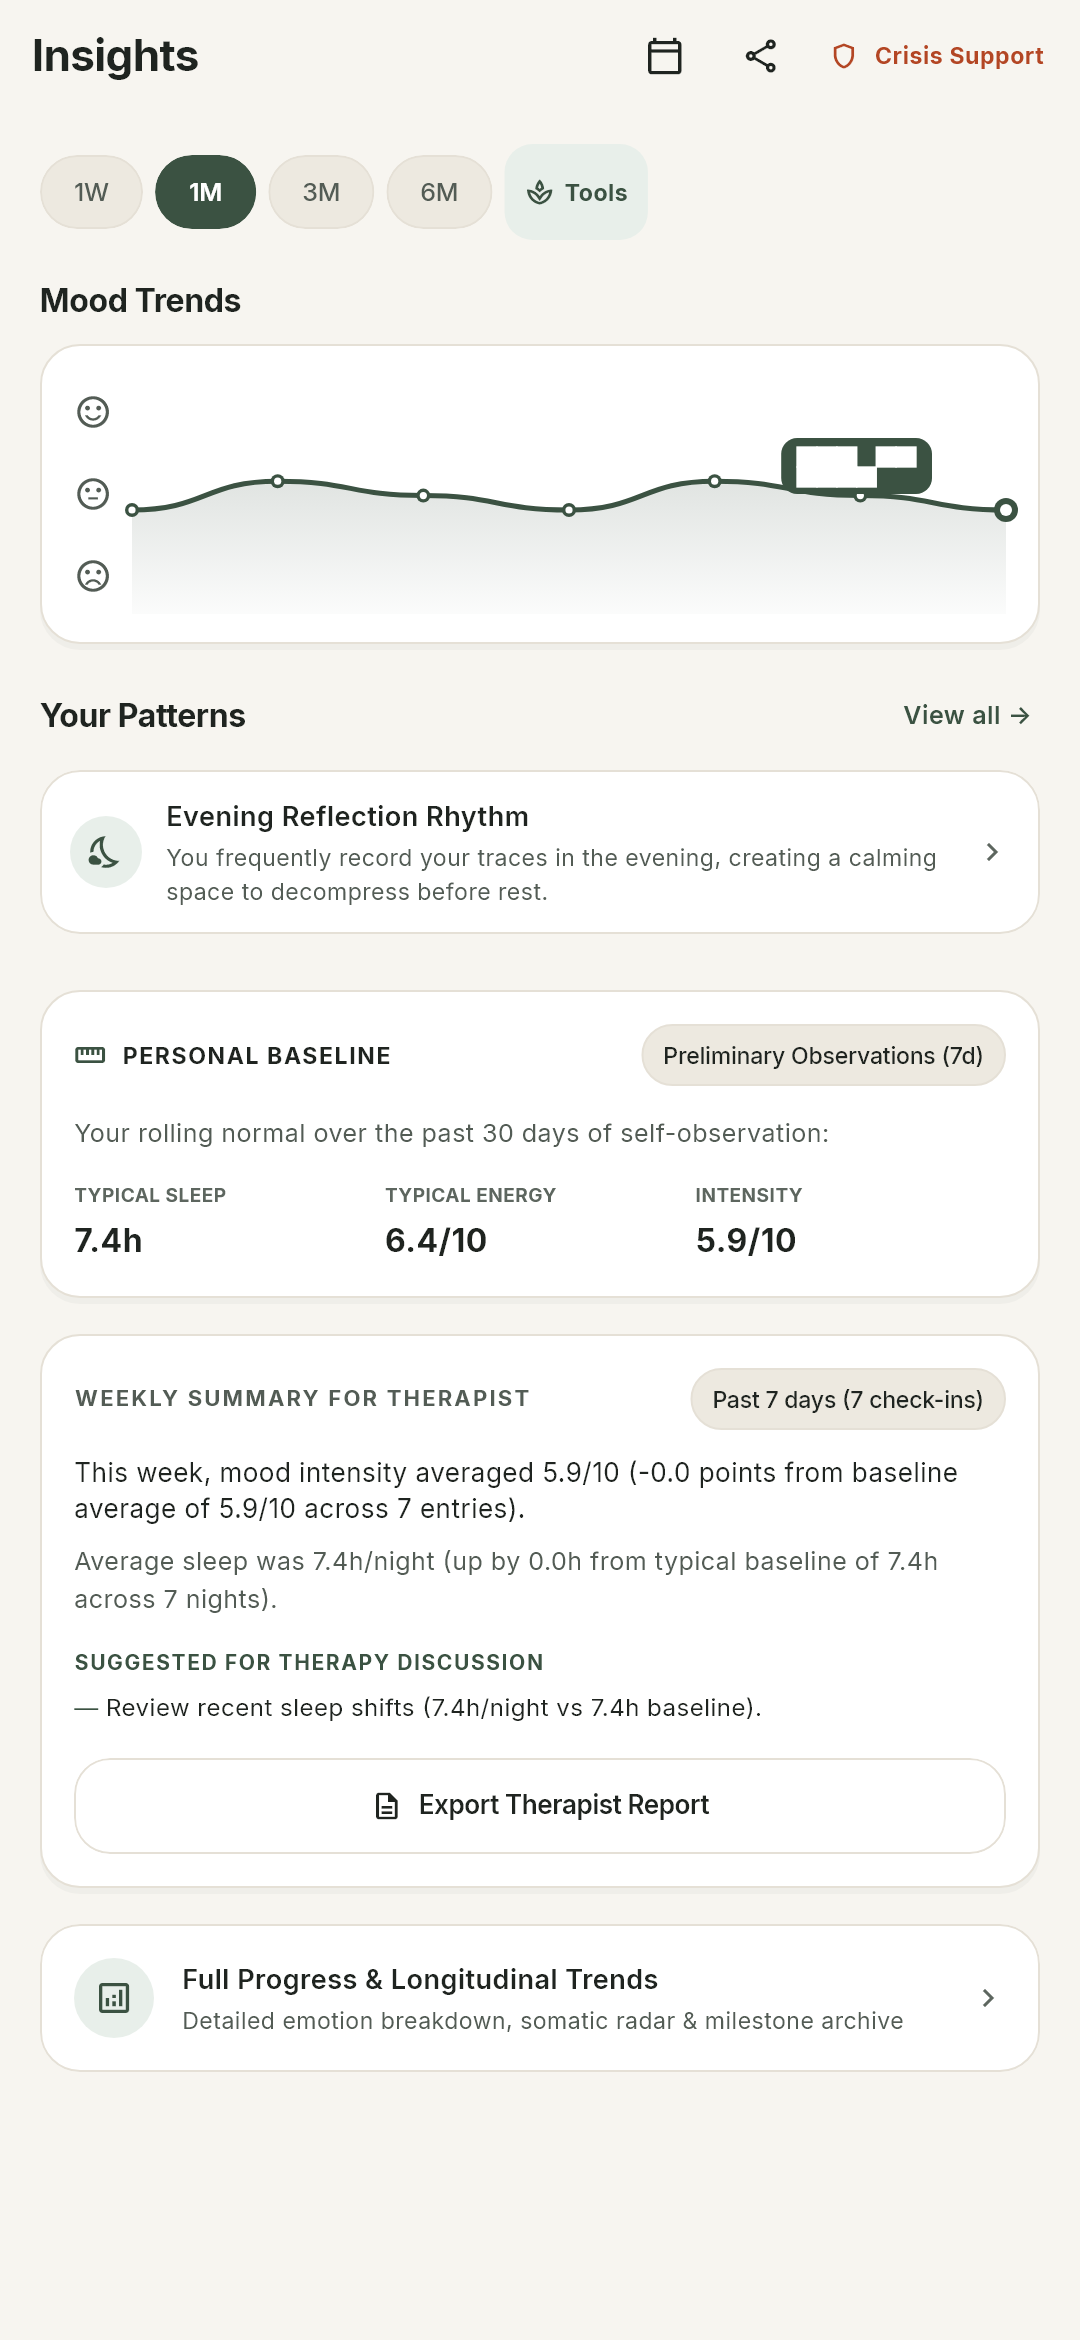 Insights
Crisis Support
1W
1M
3M
6M
Tools
Mood Trends
Your Patterns
View all →
Evening Reflection Rhythm
You frequently record your traces in the evening, creating a calming
space to decompress before rest.
PERSONAL BASELINE
Preliminary Observations (7d)
Your rolling normal over the past 30 days of self-observation:
TYPICAL SLEEP
TYPICAL ENERGY
INTENSITY
7.4h
6.4/10
5.9/10
WEEKLY SUMMARY FOR THERAPIST
Past 7 days (7 check-ins)
This week, mood intensity averaged 5.9/10 (-0.0 points from baseline
average of 5.9/10 across 7 entries).
Average sleep was 7.4h/night (up by 0.0h from typical baseline of 7.4h
across 7 nights).
SUGGESTED FOR THERAPY DISCUSSION
— Review recent sleep shifts (7.4h/night vs 7.4h baseline).
Export Therapist Report
Full Progress & Longitudinal Trends
Detailed emotion breakdown, somatic radar & milestone archive